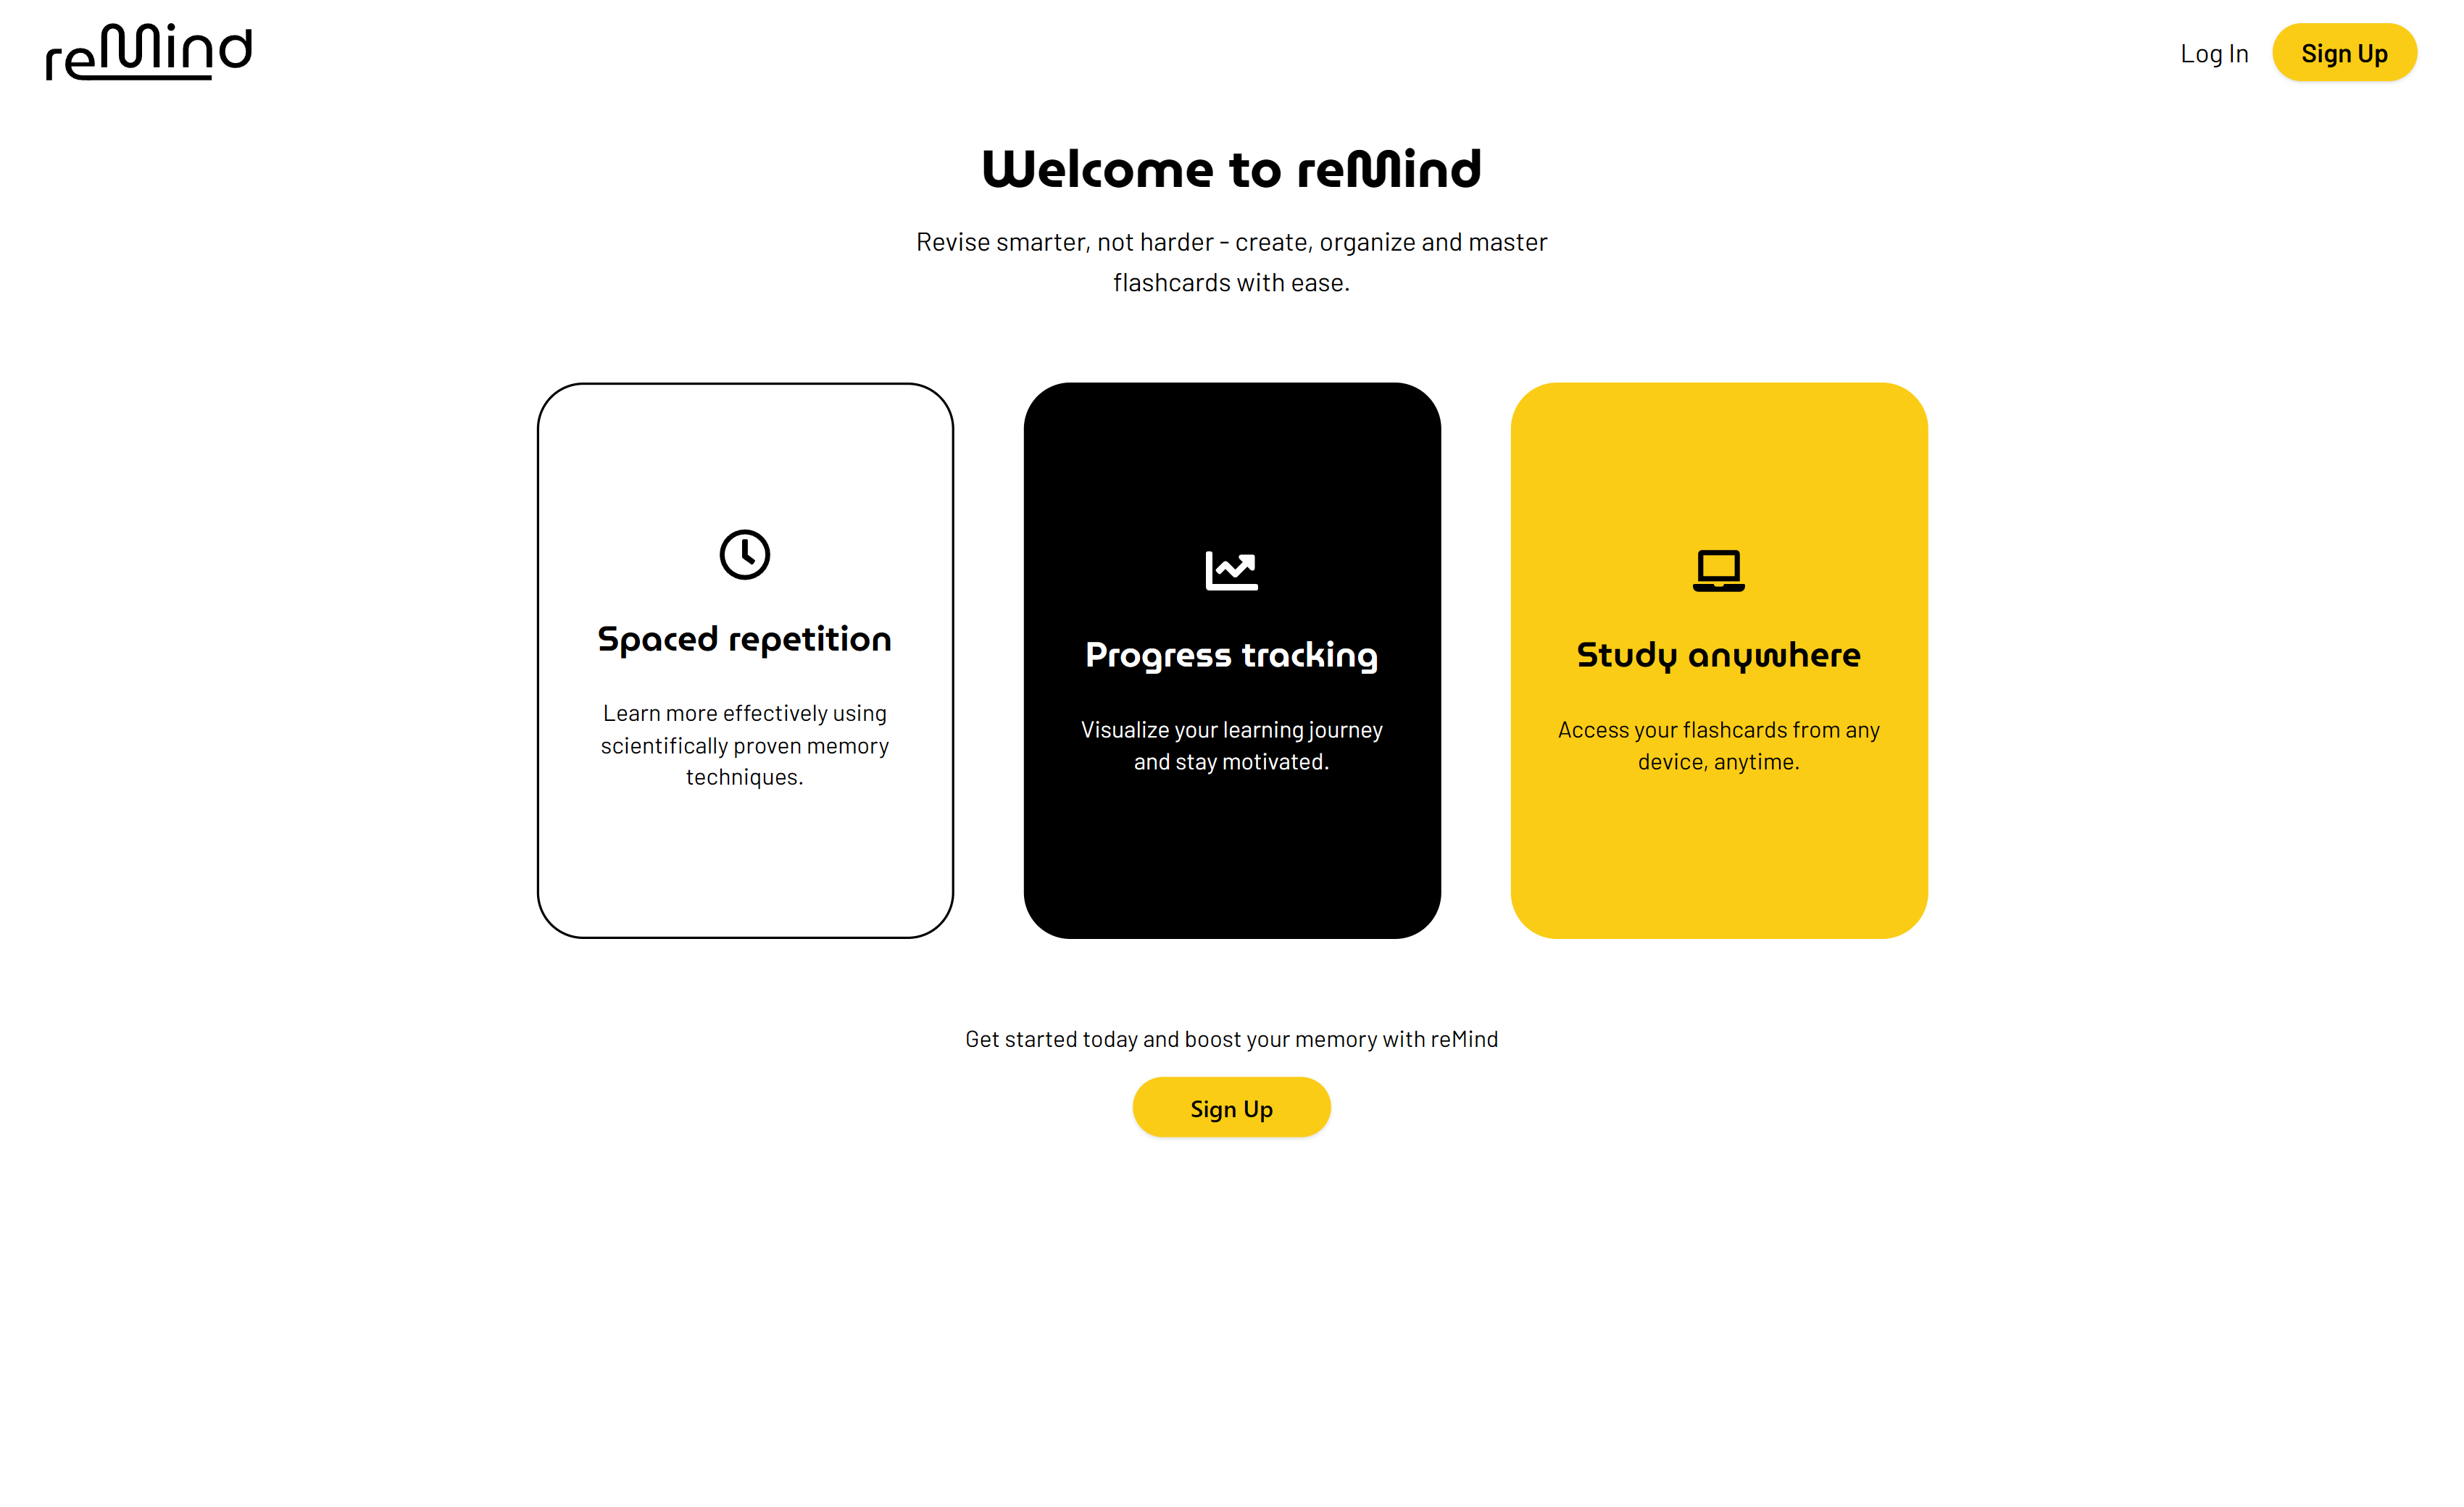 reMind
Log In
Sign Up
Welcome to reMind
Revise smarter, not harder - create, organize and master
flashcards with ease.
Spaced repetition
Learn more effectively using
scientifically proven memory
techniques.
Progress tracking
Visualize your learning journey
and stay motivated.
Study anywhere
Access your flashcards from any
device, anytime.
Get started today and boost your memory with reMind
Sign Up